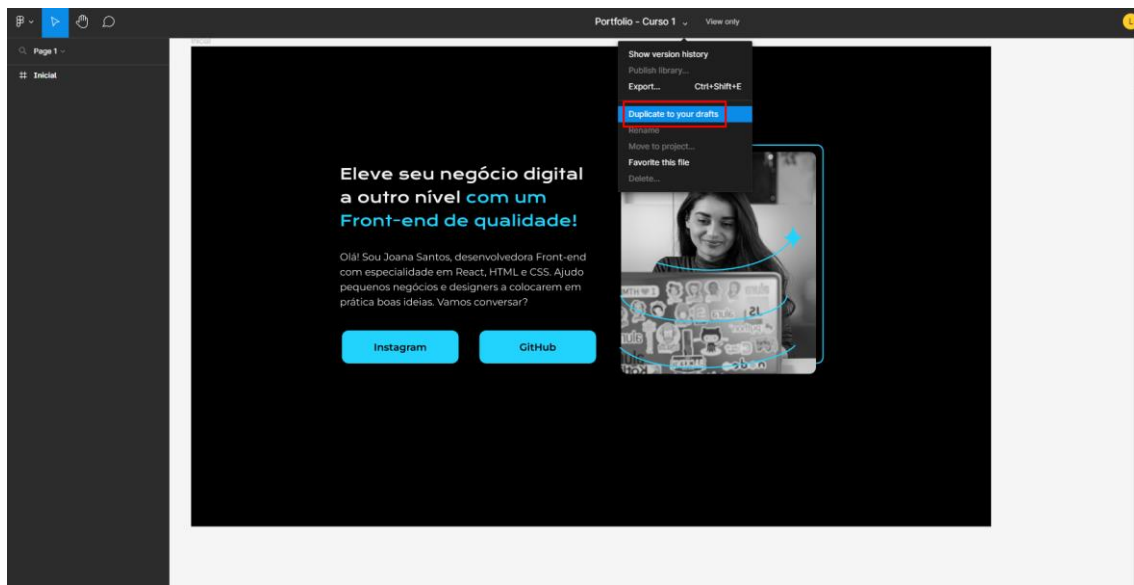 Portfolio - Curso 1
View only
L
Page 1
Inicial
Inicial
Show version history
Publish library...
Export... Ctrl+Shift+E
Duplicate to your drafts
Rename
Move to project...
Favorite this file
Delete...
Eleve seu negócio digital
a outro nível com um
Front-end de qualidade!
Olá! Sou Joana Santos, desenvolvedora Front-end
com especialidade em React, HTML e CSS. Ajudo
pequenos negócios e designers a colocarem em
prática boas ideias. Vamos conversar?
Instagram
GitHub